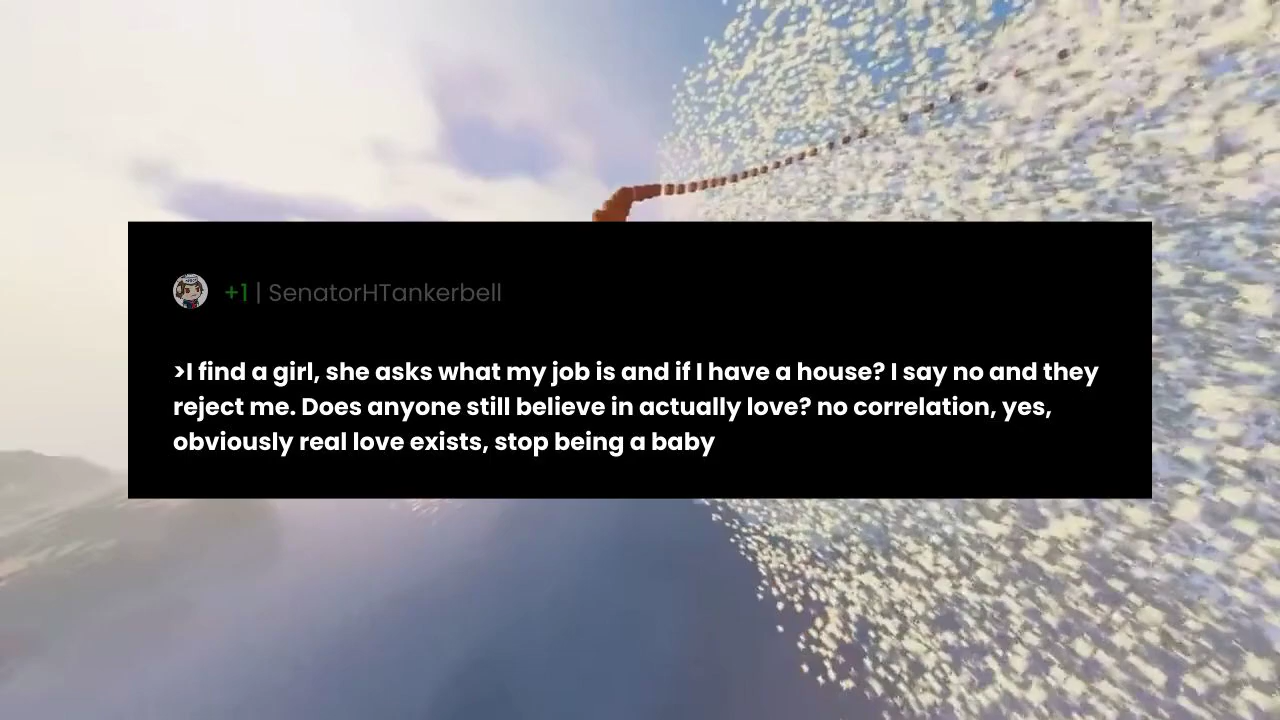 +1 | SenatorHTankerbell
>I find a girl, she asks what my job is and if I have a house? I say no and they
reject me. Does anyone still believe in actually love? no correlation, yes,
obviously real love exists, stop being a baby